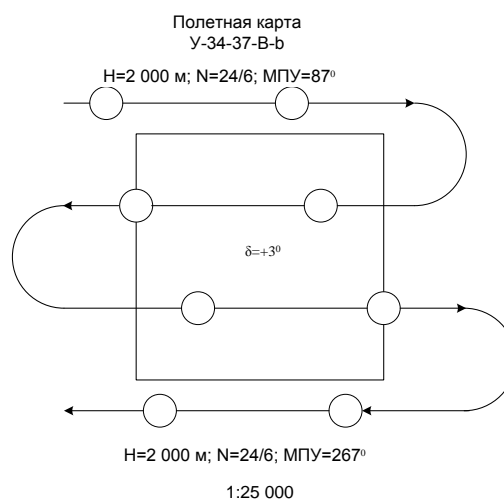 Полетная карта
У-34-37-В-b
Н=2 000 м; N=24/6; МПУ=87⁰
δ=+3⁰
Н=2 000 м; N=24/6; МПУ=267⁰
1:25 000